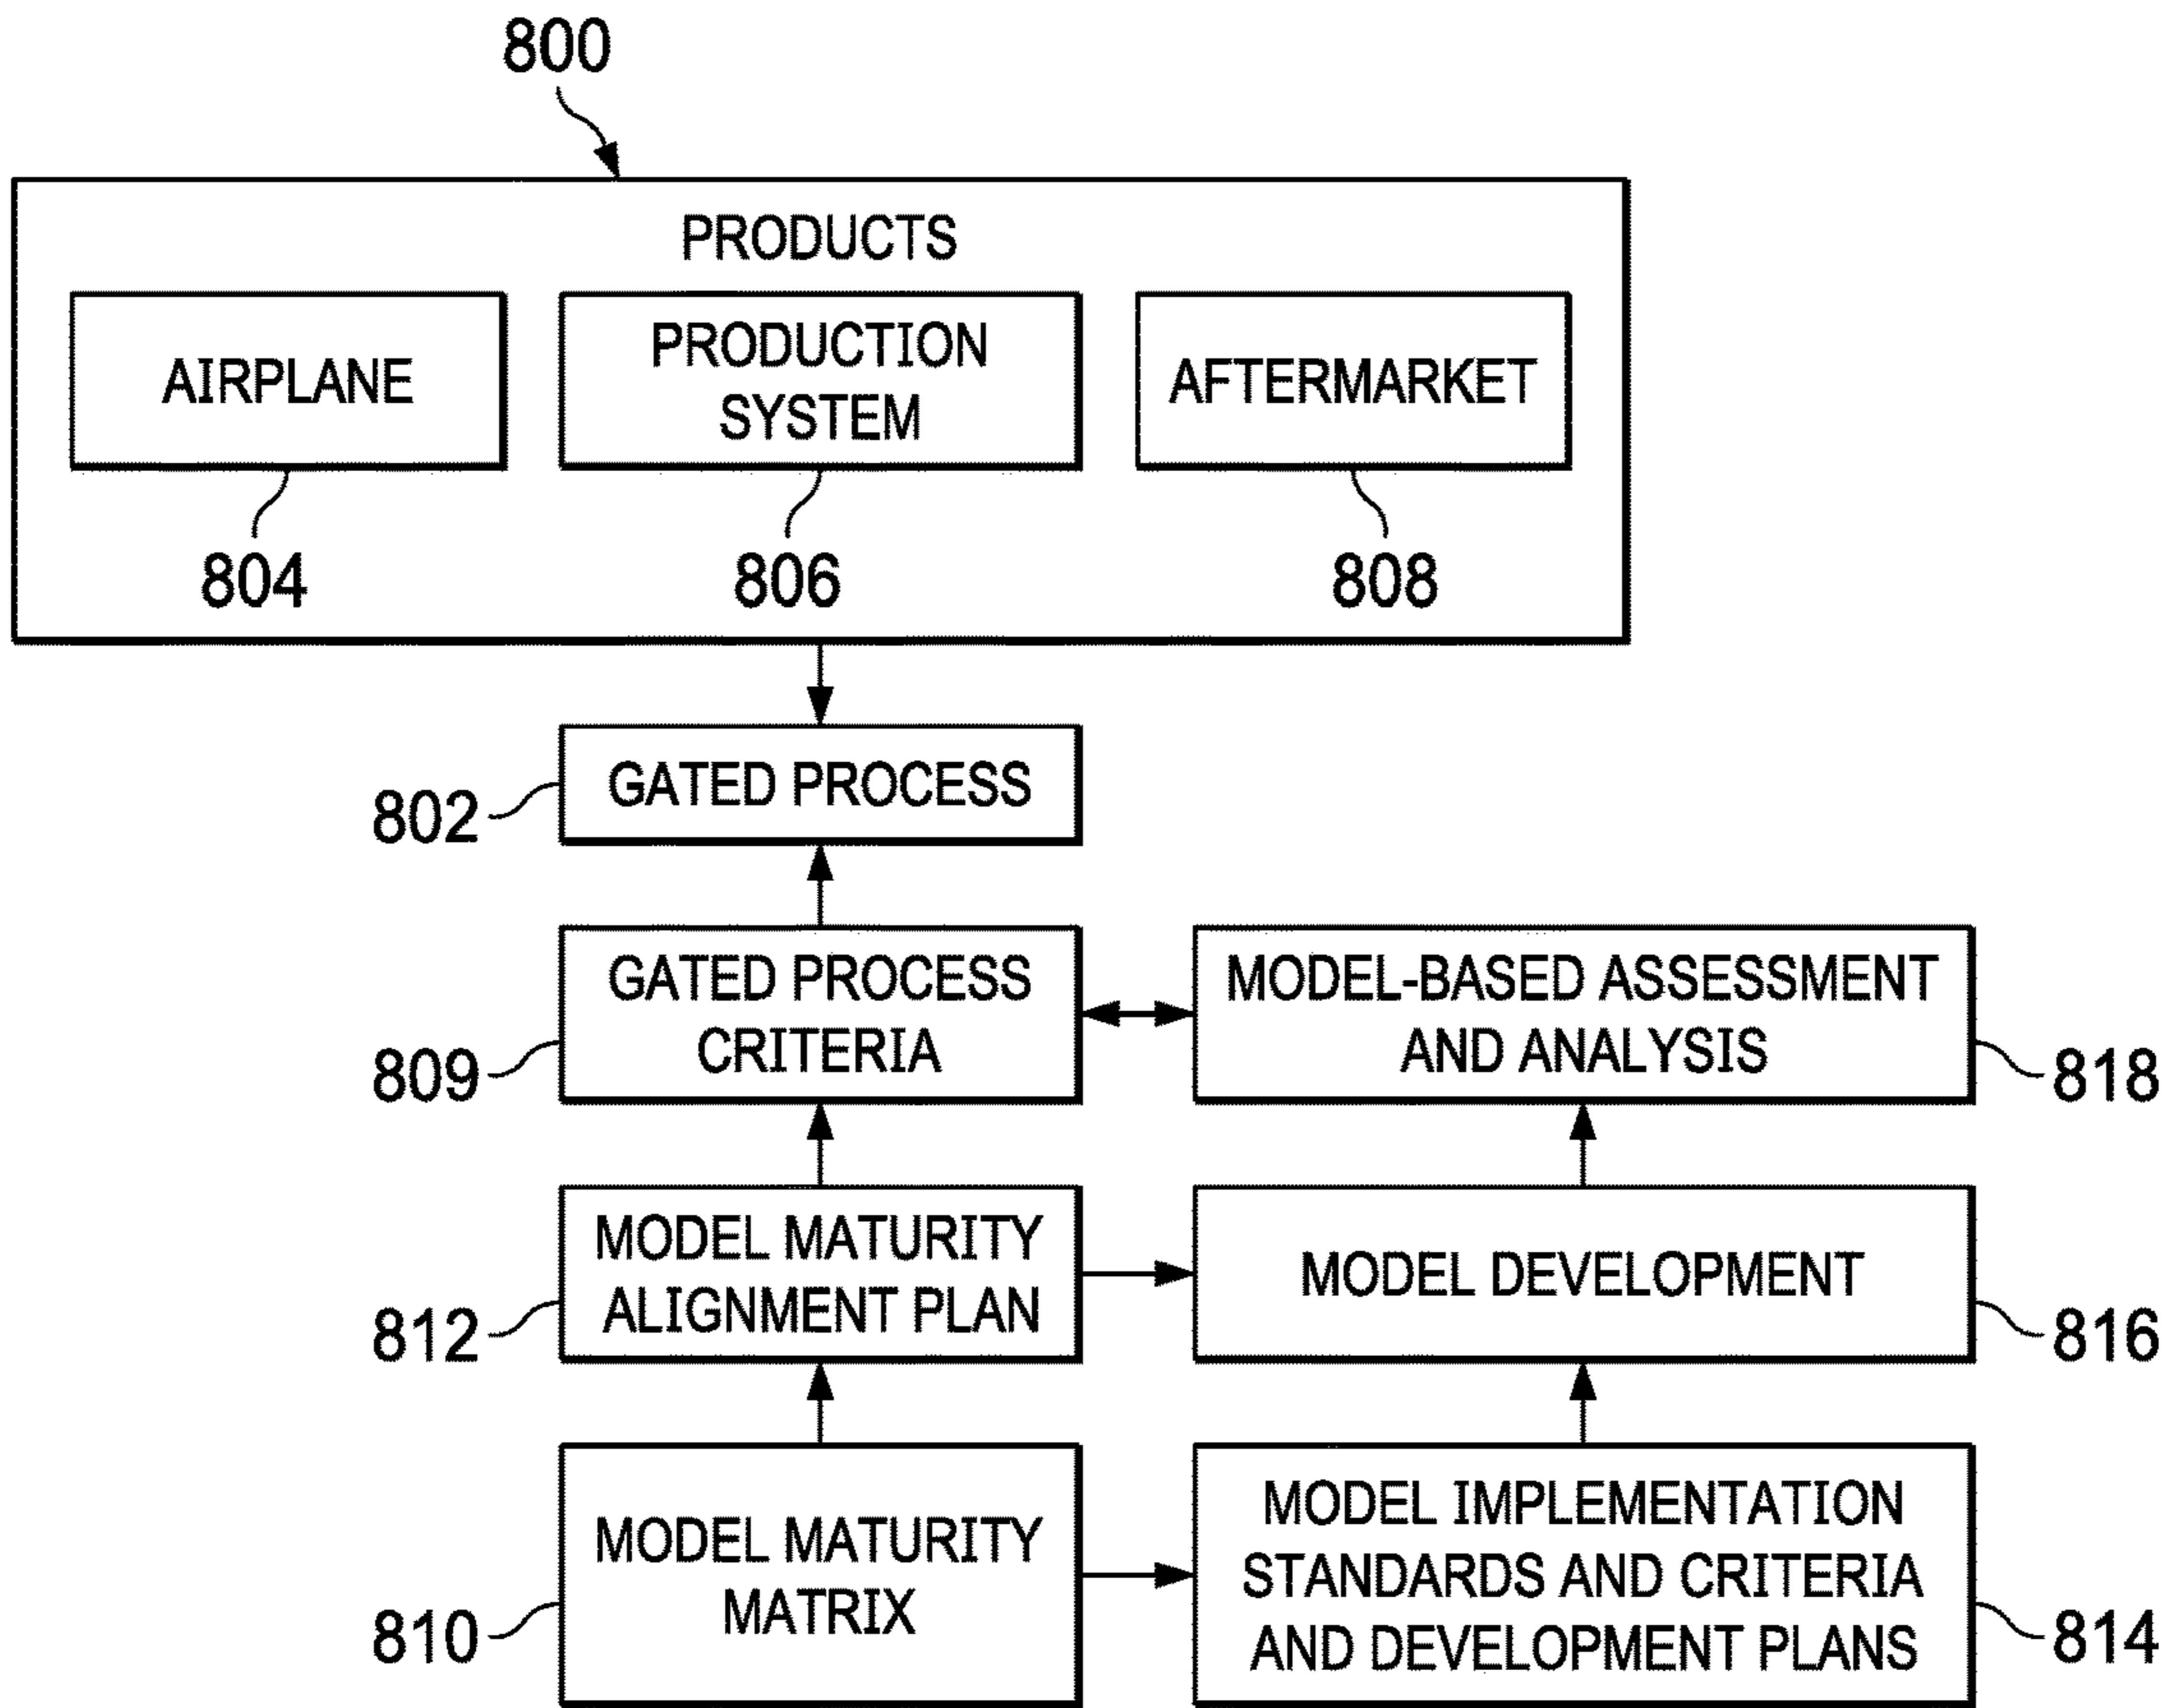 800
PRODUCTS
AIRPLANE
PRODUCTION
SYSTEM
AFTERMARKET
804
806
808
GATED PROCESS
802
GATED PROCESS
CRITERIA
809
MODEL-BASED ASSESSMENT
AND ANALYSIS
818
MODEL MATURITY
ALIGNMENT PLAN
812
MODEL DEVELOPMENT
816
MODEL MATURITY
MATRIX
810
MODEL IMPLEMENTATION
STANDARDS AND CRITERIA
AND DEVELOPMENT PLANS
814